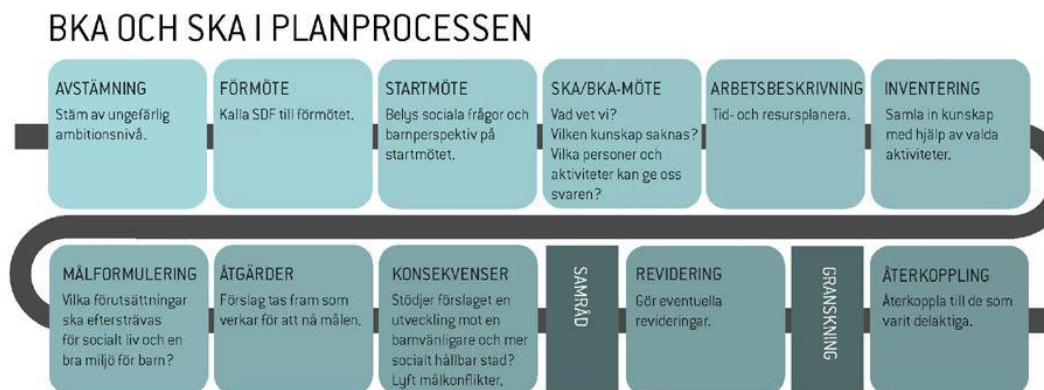 BKA OCH SKA I PLANPROCESSEN
AVSTÄMNING
Stäm av ungefärlig
ambitionsnivå.
FÖRMÖTE
Kalla SDF till förmötet.
STARTMÖTE
Belys sociala frågor och
barnperspektiv på
startmötet.
SKA/BKA-MÖTE
Vad vet vi?
Vilken kunskap saknas?
Vilka personer och
aktiviteter kan ge oss
svaren?
ARBETSBESKRIVNING
Tid- och resursplanera.
INVENTERING
Samla in kunskap
med hjälp av valda
aktiviteter.
MÅLFORMULERING
Vilka förutsättningar
ska eftersträvas
för socialt liv och en
bra miljö för barn?
ÅTGÄRDER
Förslag tas fram som
verkar för att nå målen.
KONSEKVENSER
Stödjer förslaget en
utveckling mot en
barnvänligare och mer
socialt hållbar stad?
Lyft målkonflikter.
SAMRÅD
REVIDERING
Gör eventuella
revideringar.
GRANSKNING
ÅTERKOPPLING
Återkoppla till de som
varit delaktiga.